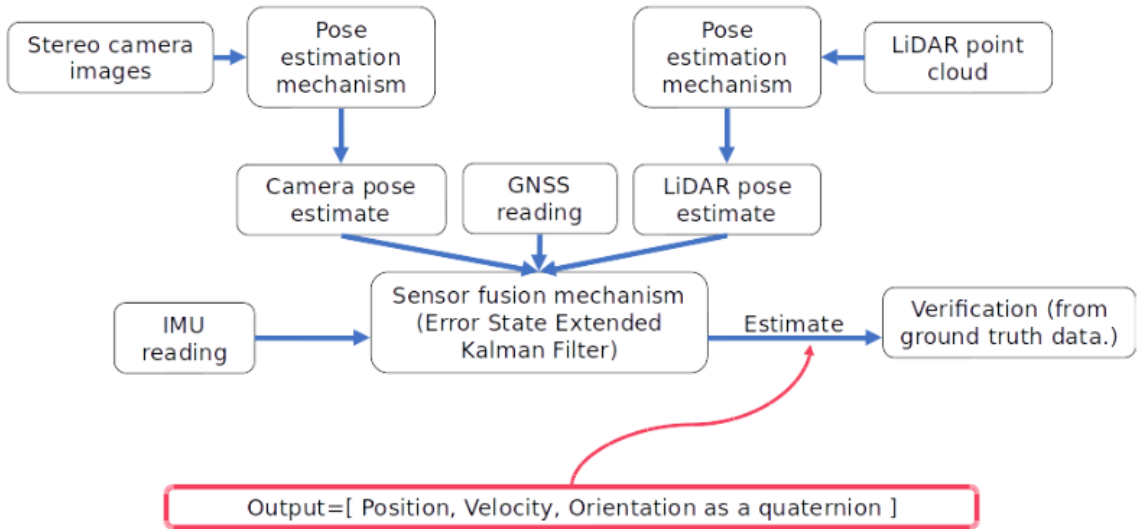 Stereo camera
images
Pose
estimation
mechanism
Pose
estimation
mechanism
LiDAR point
cloud
Camera pose
estimate
GNSS
reading
LiDAR pose
estimate
IMU
reading
Sensor fusion mechanism
(Error State Extended
Kalman Filter)
Estimate
Verification (from
ground truth data.)
Output=[ Position, Velocity, Orientation as a quaternion ]